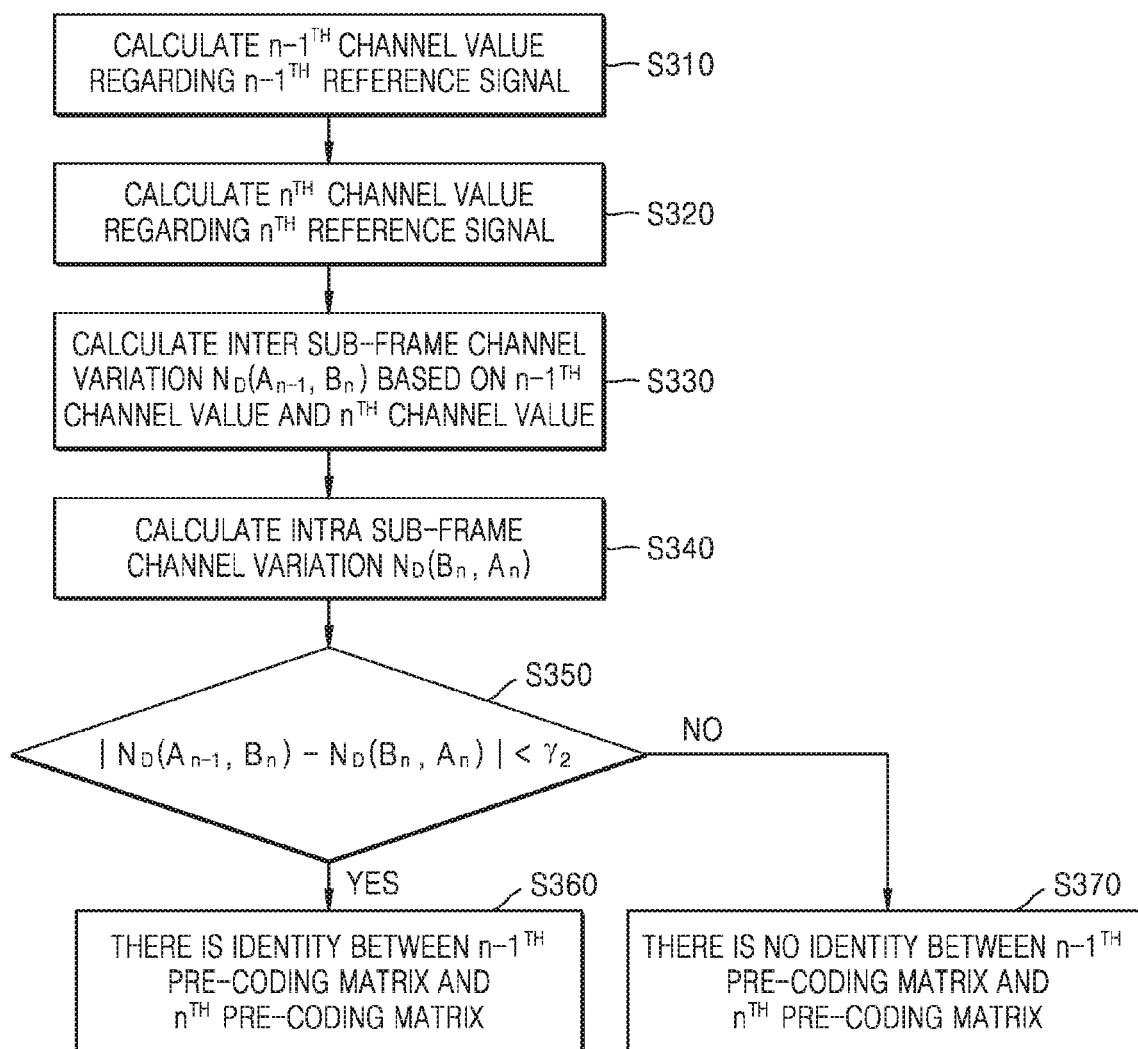 CALCULATE n-1TH CHANNEL VALUE
REGARDING n-1TH REFERENCE SIGNAL
S310
CALCULATE nTH CHANNEL VALUE
REGARDING nTH REFERENCE SIGNAL
S320
CALCULATE INTER SUB-FRAME CHANNEL
VARIATION ND(An-1, Bn) BASED ON n-1TH
CHANNEL VALUE AND nTH CHANNEL VALUE
S330
CALCULATE INTRA SUB-FRAME
CHANNEL VARIATION ND(Bn, An)
S340
S350
| ND(An-1, Bn) - ND(Bn, An) | < γ2
NO
YES
S360
THERE IS IDENTITY BETWEEN n-1TH
PRE-CODING MATRIX AND
nTH PRE-CODING MATRIX
S370
THERE IS NO IDENTITY BETWEEN n-1TH
PRE-CODING MATRIX AND
nTH PRE-CODING MATRIX